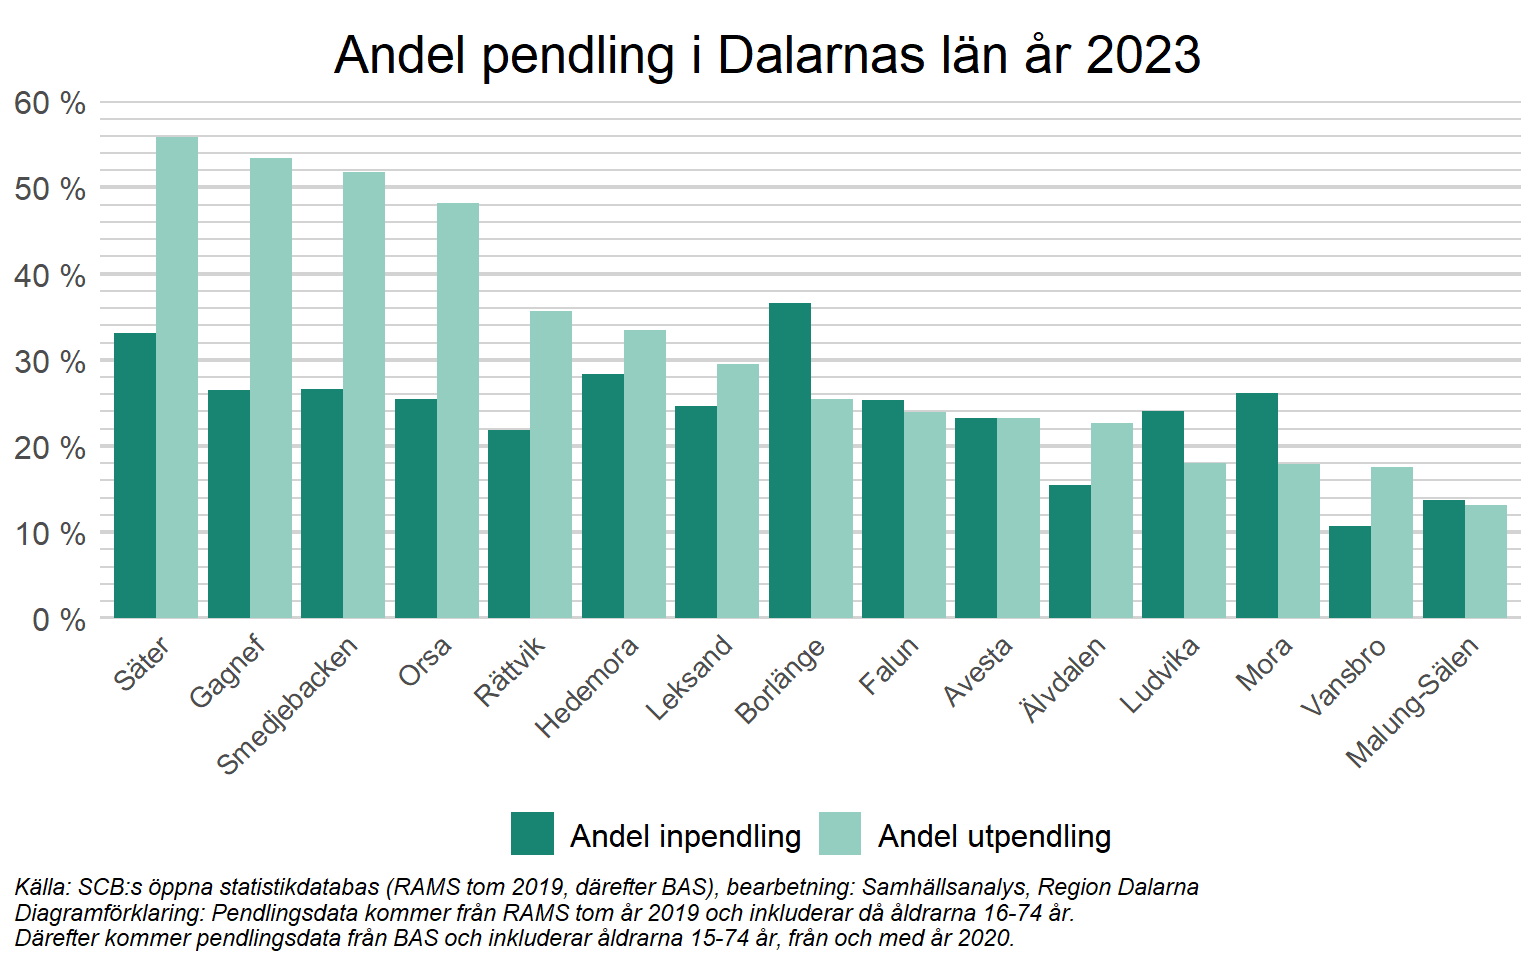 Andel pendling i Dalarnas län år 2023
60 %
50 %
40 %
30 %
20 %
10 %
0 %
Säter
Gagnef
Smedjebacken
Orsa
Rättvik
Hedemora
Leksand
Borlänge
Falun
Avesta
Älvdalen
Ludvika
Mora
Vansbro
Malung-Sälen
Andel inpendling
Andel utpendling
Källa: SCB:s öppna statistikdatabas (RAMS tom 2019, därefter BAS), bearbetning: Samhällsanalys, Region Dalarna
Diagramförklaring: Pendlingsdata kommer från RAMS tom år 2019 och inkluderar då åldrarna 16-74 år.
Därefter kommer pendlingsdata från BAS och inkluderar åldrarna 15-74 år, från och med år 2020.